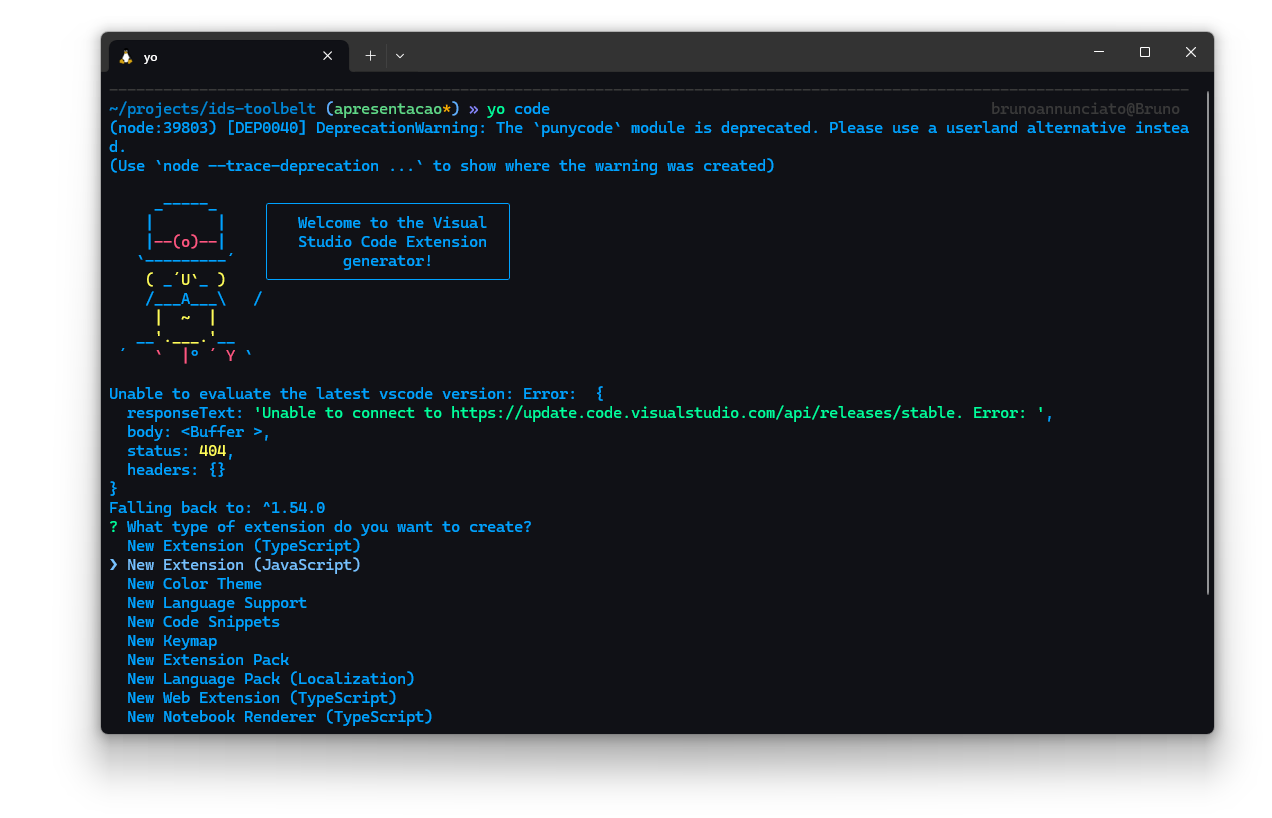 yo
~/projects/ids-toolbelt (apresentacao*) » yo code brunoannunciato@Bruno
(node:39803) [DEP0040] DeprecationWarning: The `punycode` module is deprecated. Please use a userland alternative instea
d.
(Use `node --trace-deprecation ...` to show where the warning was created)
     _-----_
    |       |
    |--(o)--|
   `---------´
    ( _´U`_ )
    /___A___\   /
     |  ~  |
   __'.___.'__
 ´   `  |° ´ Y `
Welcome to the Visual
Studio Code Extension
generator!
Unable to evaluate the latest vscode version: Error:  {
  responseText: 'Unable to connect to https://update.code.visualstudio.com/api/releases/stable. Error: ',
  body: <Buffer >,
  status: 404,
  headers: {}
}
Falling back to: ^1.54.0
? What type of extension do you want to create?
  New Extension (TypeScript)
❯ New Extension (JavaScript)
  New Color Theme
  New Language Support
  New Code Snippets
  New Keymap
  New Extension Pack
  New Language Pack (Localization)
  New Web Extension (TypeScript)
  New Notebook Renderer (TypeScript)